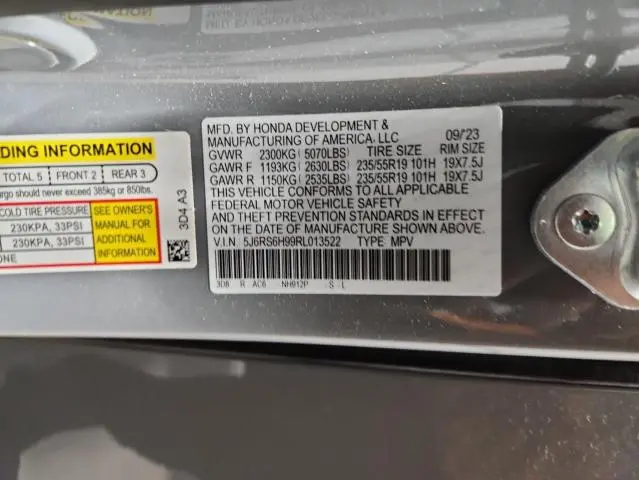 DING INFORMATION
TOTAL 5 FRONT 2 REAR 3
argo should never exceed 385kg or 850lbs.
COLD TIRE PRESSURE
230KPA, 33PSI
230KPA, 33PSI
ONE
SEE OWNER'S
MANUAL FOR
ADDITIONAL
INFORMATION
3D4 A3
MFD. BY HONDA DEVELOPMENT &
MANUFACTURING OF AMERICA, LLC 09/23
GVWR 2300KG (5070LBS) TIRE SIZE RIM SIZE
GAWR F 1193KG (2630LBS) 235/55R19 101H 19X7.5J
GAWR R 1150KG (2535LBS) 235/55R19 101H 19X7.5J
THIS VEHICLE CONFORMS TO ALL APPLICABLE
FEDERAL MOTOR VEHICLE SAFETY
AND THEFT PREVENTION STANDARDS IN EFFECT
ON THE DATE OF MANUFACTURE SHOWN ABOVE.
V.I.N. 5J6RS6H99RL013522 TYPE MPV
3D8 R AC6 NH912P - S - L